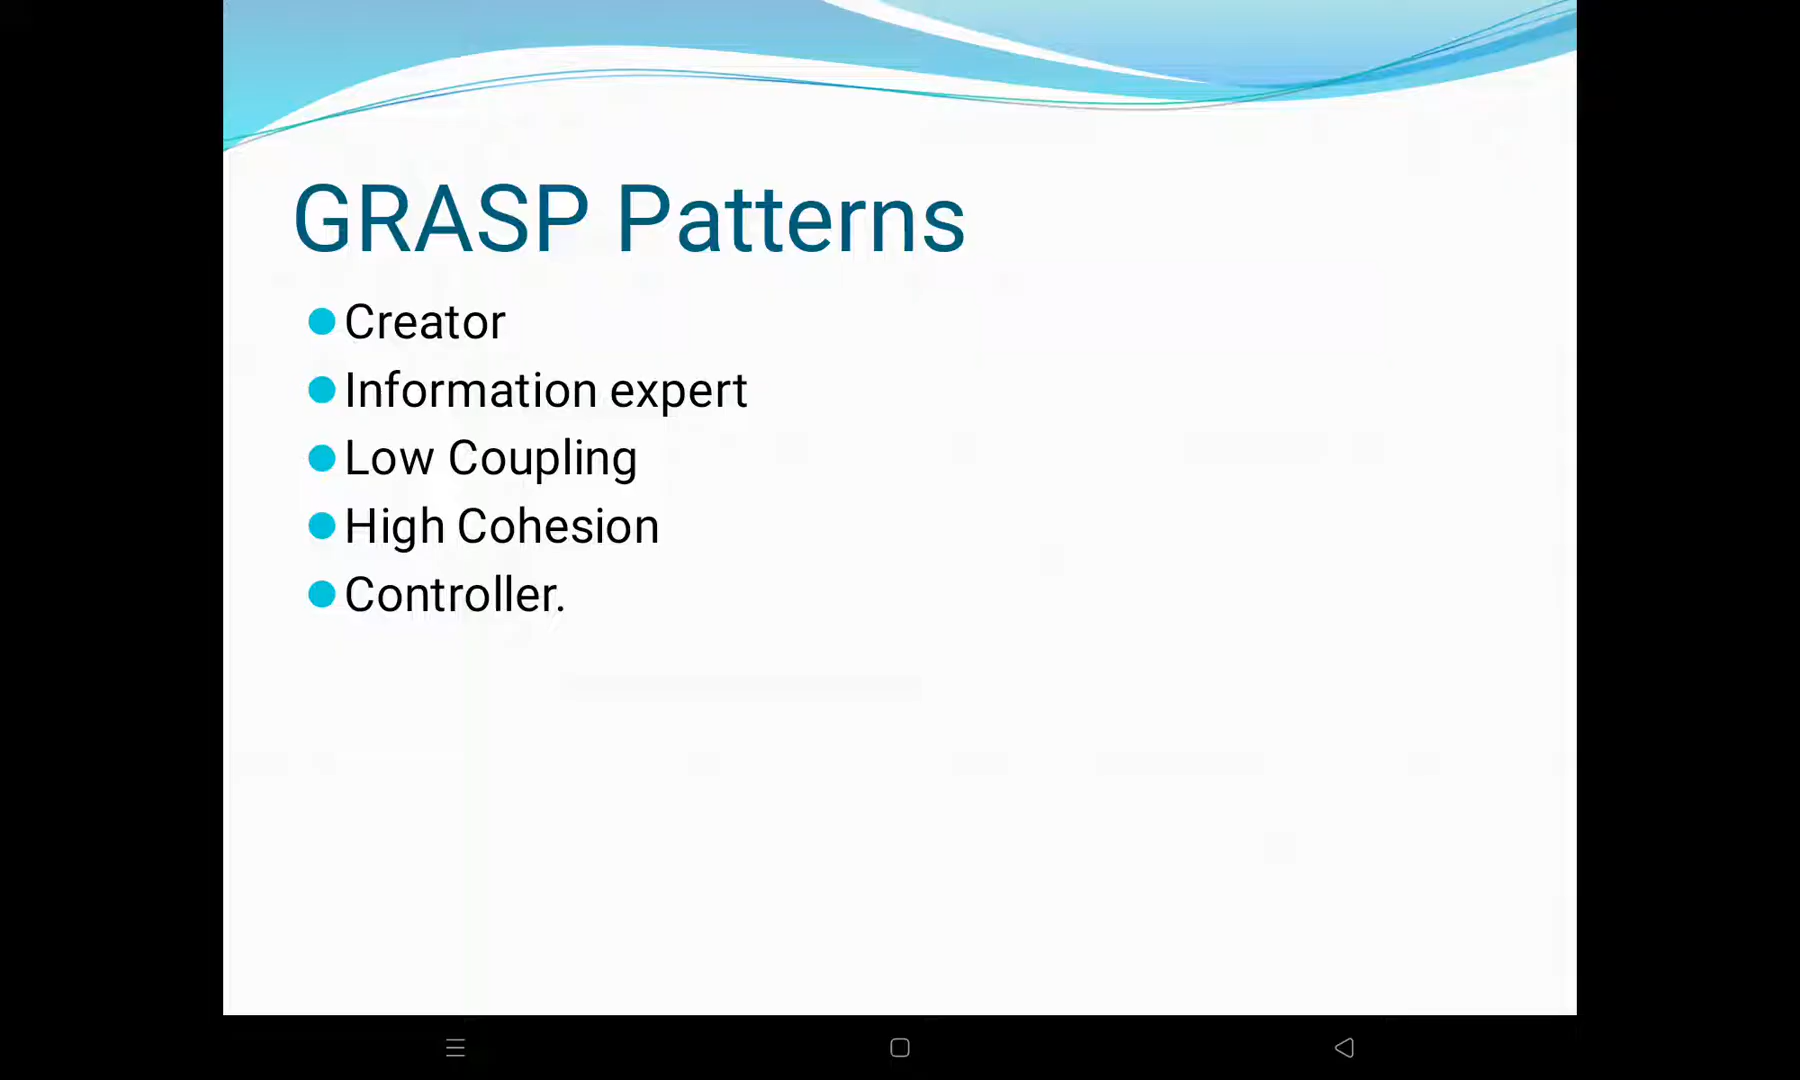 GRASP Patterns
Creator
Information expert
Low Coupling
High Cohesion
Controller.